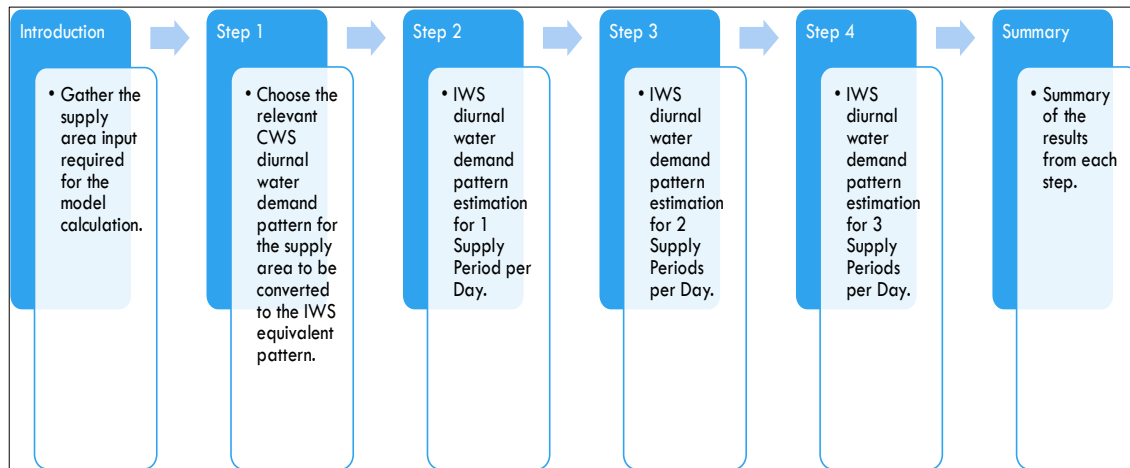 Introduction
• Gather the
supply
area input
required
for the
model
calculation.
Step 1
• Choose the
relevant
CWS
diurnal
water
demand
pattern for
the supply
area to be
converted
to the IWS
equivalent
pattern.
Step 2
• IWS
diurnal
water
demand
pattern
estimation
for 1
Supply
Period per
Day.
Step 3
• IWS
diurnal
water
demand
pattern
estimation
for 2
Supply
Periods
per Day.
Step 4
• IWS
diurnal
water
demand
pattern
estimation
for 3
Supply
Periods
per Day.
Summary
• Summary
of the
results
from each
step.